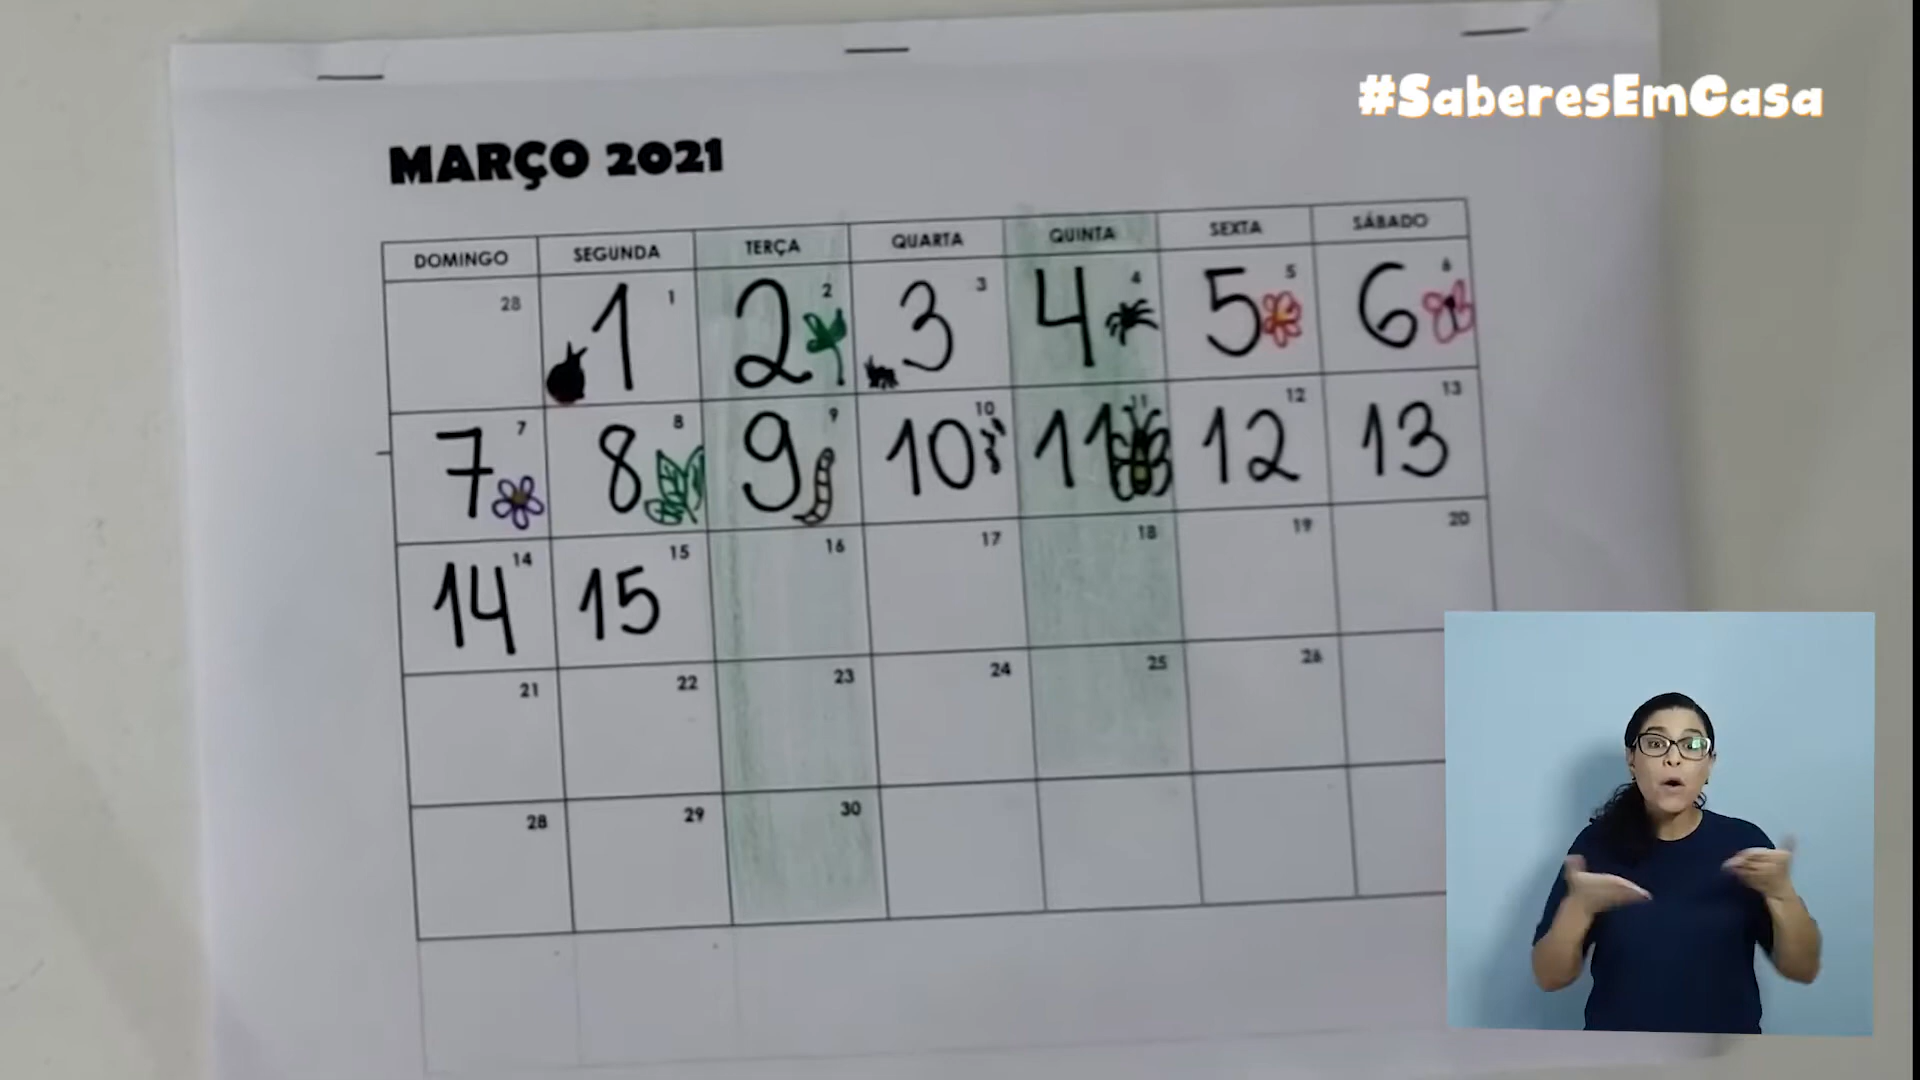 #SaberesEmCasa
MARÇO 2021
DOMINGO SEGUNDA TERÇA QUARTA QUINTA SEXTA SÁBADO
28 1 1 2 2 3 3 4 4 5 5 6 6
7 7 8 8 9 9 10 10 11 11 12 12 13 13
14 14 15 15 16 17 18 19 20
21 22 23 24 25 26
28 29 30